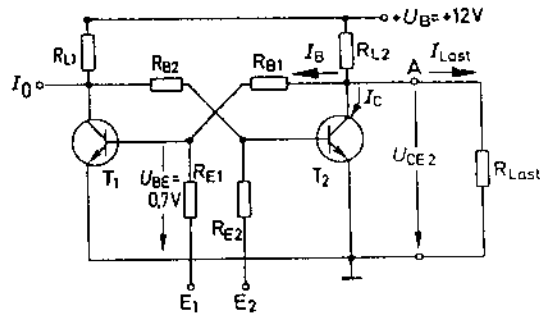 + U_B = +12V
R_L1
R_B2
I_B
R_B1
R_L2
A
I_Last
I_0
I_C
T_1
U_BE =
0,7V
R_E1
R_E2
T_2
U_CE2
R_Last
E_1
E_2